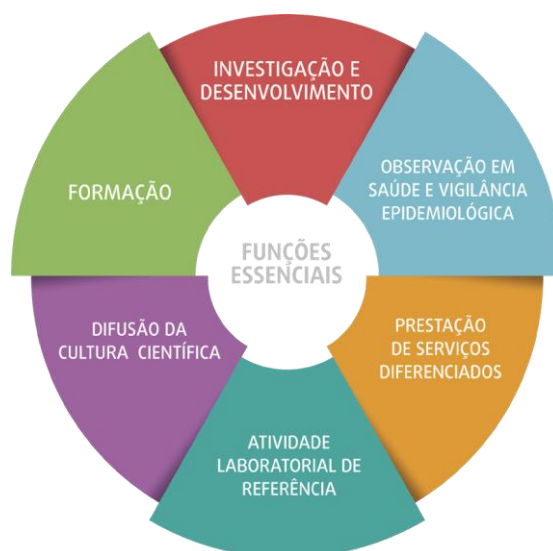 INVESTIGAÇÃO E
DESENVOLVIMENTO
OBSERVAÇÃO EM
SAÚDE E VIGILÂNCIA
EPIDEMIOLÓGICA
PRESTAÇÃO
DE SERVIÇOS
DIFERENCIADOS
ATIVIDADE
LABORATORIAL DE
REFERÊNCIA
DIFUSÃO DA
CULTURA CIENTÍFICA
FORMAÇÃO
FUNÇÕES
ESSENCIAIS